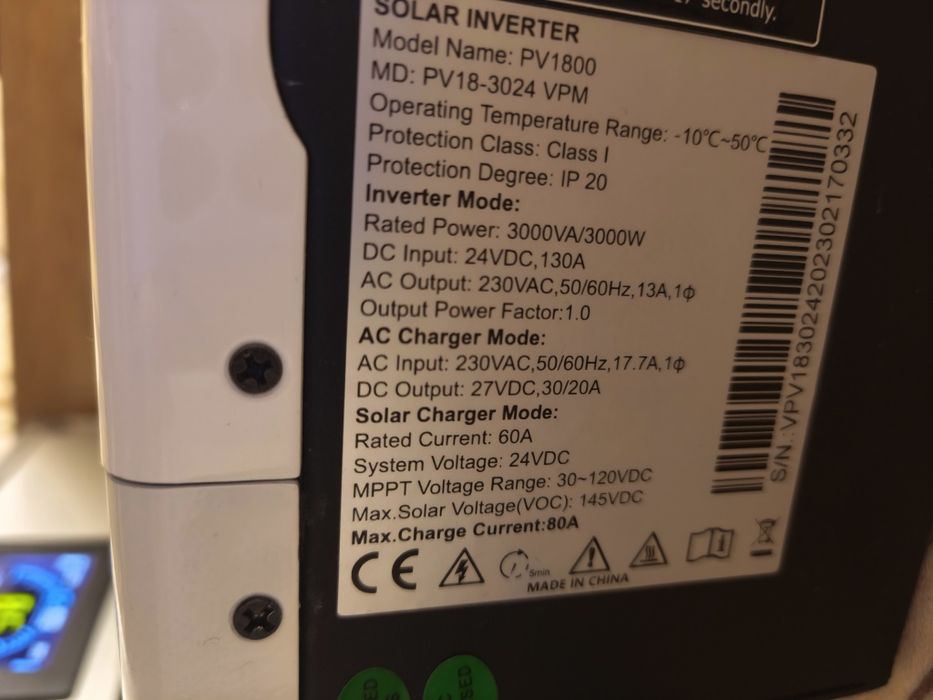 secondly.
SOLAR INVERTER
Model Name: PV1800
MD: PV18-3024 VPM
Operating Temperature Range: -10℃~50℃
Protection Class: Class I
Protection Degree: IP 20
Inverter Mode:
Rated Power: 3000VA/3000W
DC Input: 24VDC,130A
AC Output: 230VAC,50/60Hz,13A,1ϕ
Output Power Factor:1.0
AC Charger Mode:
AC Input: 230VAC,50/60Hz,17.7A,1ϕ
DC Output: 27VDC,30/20A
Solar Charger Mode:
Rated Current: 60A
System Voltage: 24VDC
MPPT Voltage Range: 30~120VDC
Max.Solar Voltage(VOC): 145VDC
Max.Charge Current:80A
CE
5min
MADE IN CHINA
S/N.:VPV18302420230217​0332